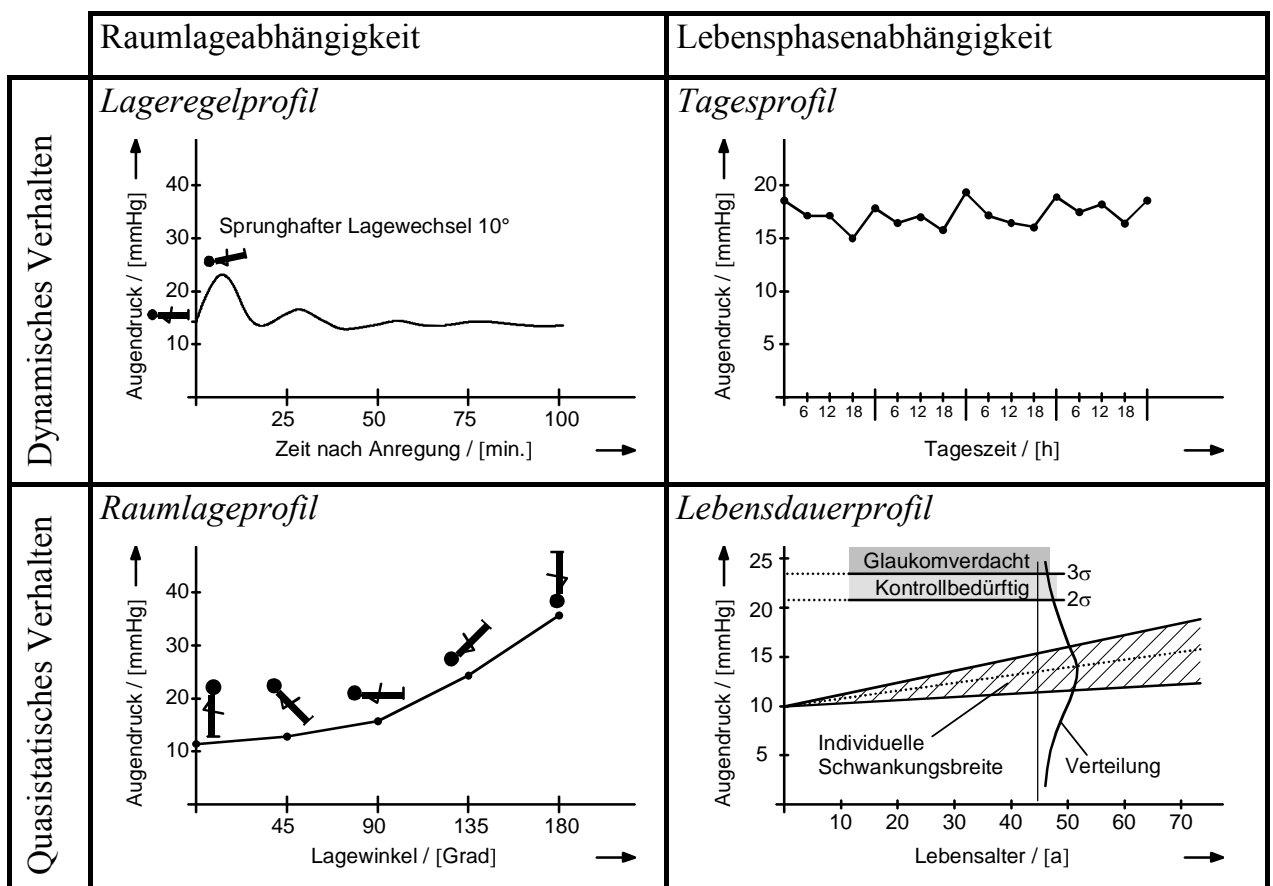 Raumlageabhängigkeit
Lebensphasenabhängigkeit
Dynamisches Verhalten
Lageregelprofil
Augendruck / [mmHg]
40
30
20
10
Sprunghafter Lagewechsel 10°
25 50 75 100
Zeit nach Anregung / [min.]
Tagesprofil
Augendruck / [mmHg]
20
15
10
5
6 12 18 6 12 18 6 12 18 6 12 18
Tageszeit / [h]
Quasistatisches Verhalten
Raumlageprofil
Augendruck / [mmHg]
40
30
20
10
45 90 135 180
Lagewinkel / [Grad]
Lebensdauerprofil
Augendruck / [mmHg]
25
20
15
10
5
Glaukomverdacht
3σ
Kontrollbedürftig
2σ
Individuelle
Schwankungsbreite
Verteilung
10 20 30 40 50 60 70
Lebensalter / [a]